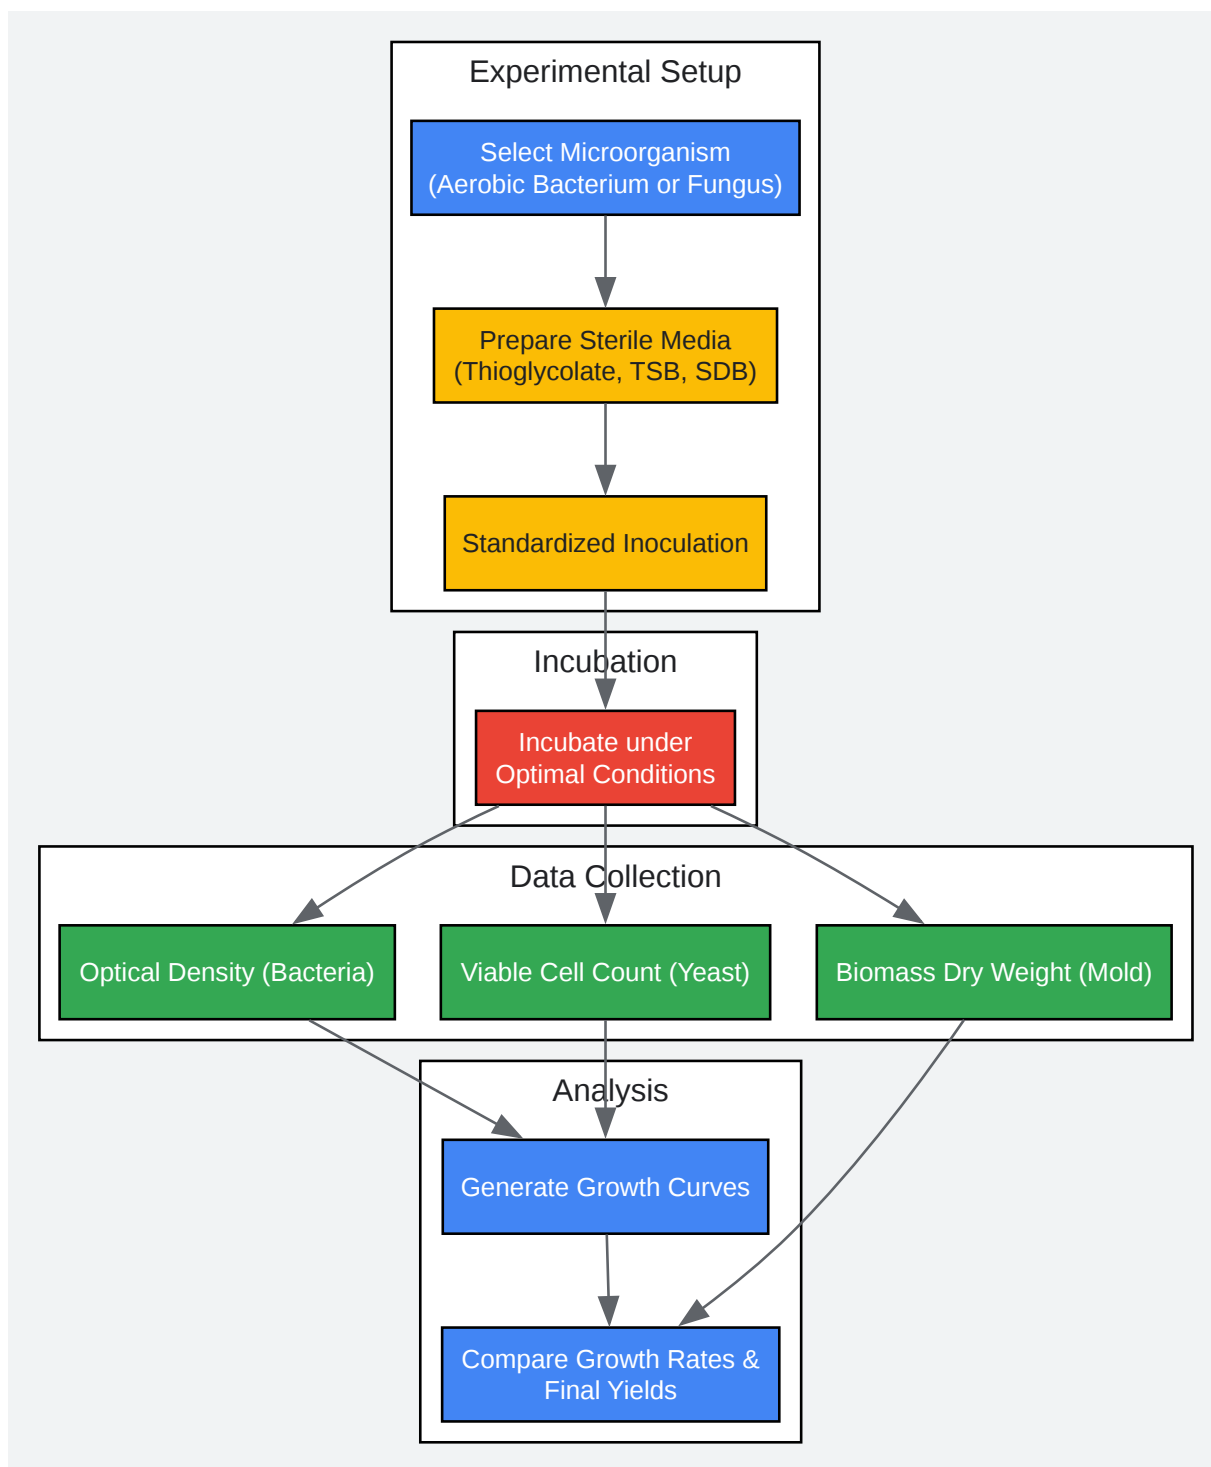 Experimental Setup
Select Microorganism
(Aerobic Bacterium or Fungus)
Prepare Sterile Media
(Thioglycolate, TSB, SDB)
Standardized Inoculation
Incubation
Incubate under
Optimal Conditions
Data Collection
Optical Density (Bacteria)
Viable Cell Count (Yeast)
Biomass Dry Weight (Mold)
Analysis
Generate Growth Curves
Compare Growth Rates &
Final Yields